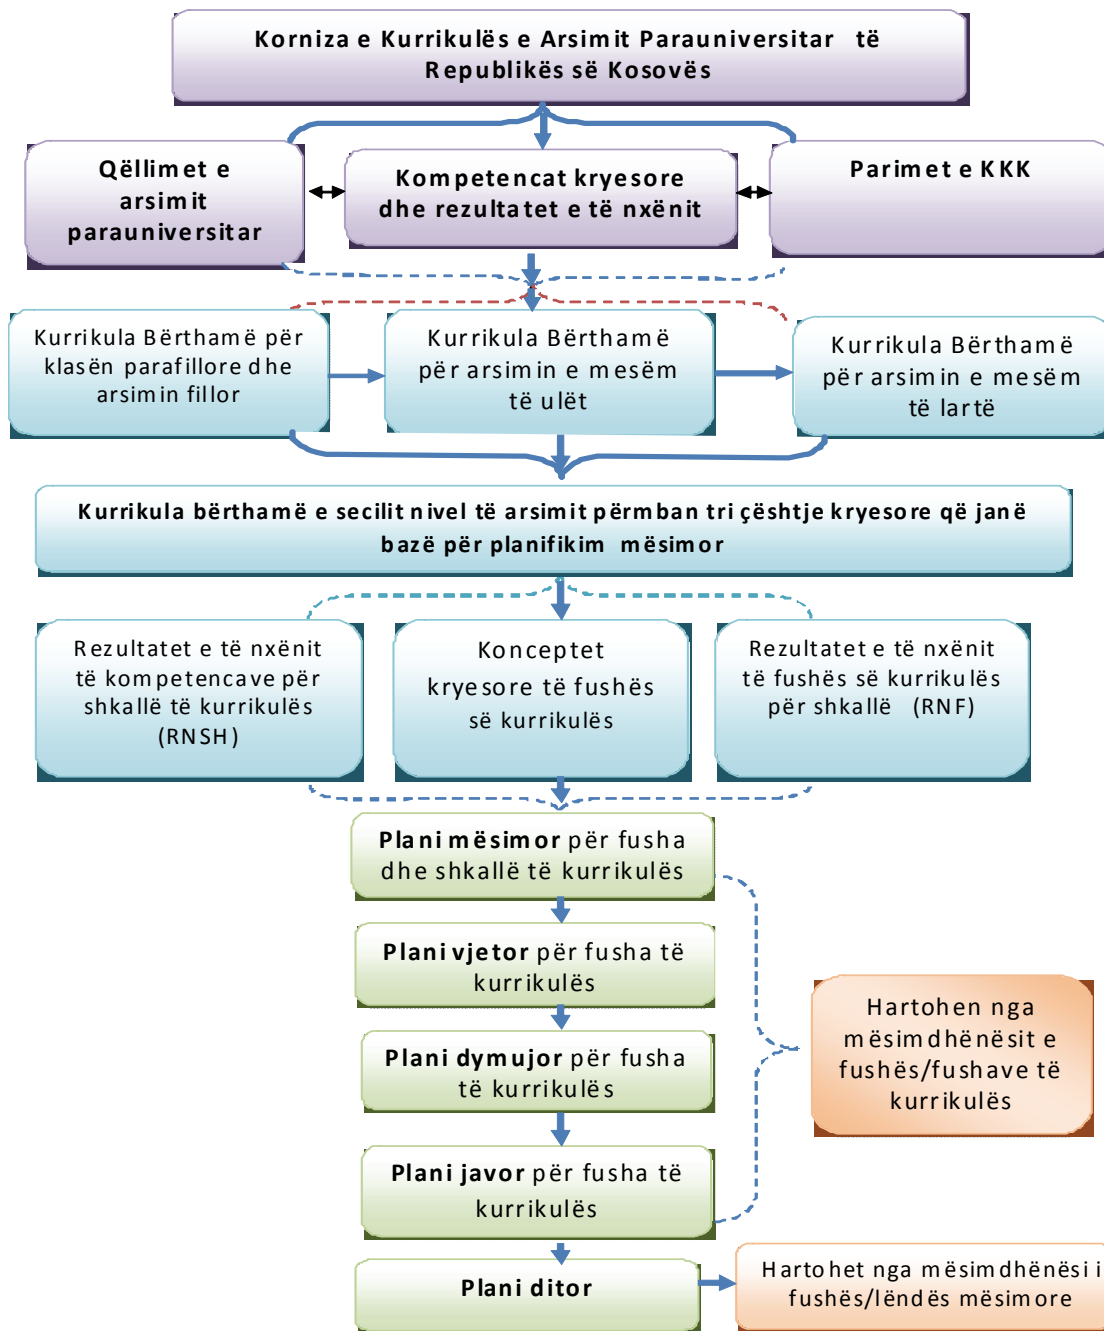 Korniza e Kurrikulës e Arsimit Parauniversitar të
Republikës së Kosovës
Qëllimet e
arsimit
parauniversitar
Kompetencat kryesore
dhe rezultatet e të nxënit
Parimet e KKK
Kurrikula Bërthamë për
klasën parafillore dhe
arsimin fillor
Kurrikula Bërthamë
për arsimin e mesëm
të ulët
Kurrikula Bërthamë
për arsimin e mesëm
të lartë
Kurrikula bërthamë e secilit nivel të arsimit përmban tri çështje kryesore që janë
bazë për planifikim mësimor
Rezultatet e të nxënit
të kompetencave për
shkallë të kurrikulës
(RNSH)
Konceptet
kryesore të fushës
së kurrikulës
Rezultatet e të nxënit
të fushës së kurrikulës
për shkallë (RNF)
Plani mësimor për fusha
dhe shkallë të kurrikulës
Plani vjetor për fusha të
kurrikulës
Plani dymujor për fusha
të kurrikulës
Plani javor për fusha të
kurrikulës
Hartohen nga
mësimdhënësit e
fushës/fushave të
kurrikulës
Plani ditor
Hartohet nga mësimdhënësi i
fushës/lëndës mësimore